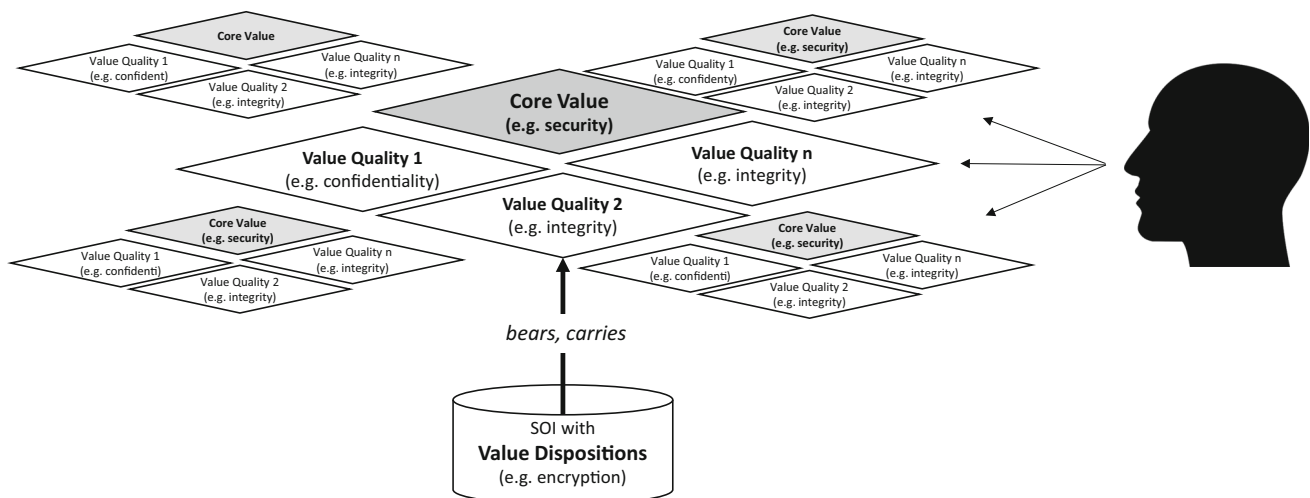 Core Value
Value Quality 1
(e.g. confident)
Value Quality n
(e.g. integrity)
Value Quality 2
(e.g. integrity)
Core Value
(e.g. security)
Value Quality 1
(e.g. confidenty)
Value Quality n
(e.g. integrity)
Value Quality 2
(e.g. integrity)
Core Value
(e.g. security)
Value Quality 1
(e.g. confidentiality)
Value Quality n
(e.g. integrity)
Value Quality 2
(e.g. integrity)
Core Value
(e.g. security)
Value Quality 1
(e.g. confidenti)
Value Quality n
(e.g. integrity)
Value Quality 2
(e.g. integrity)
Core Value
(e.g. security)
Value Quality 1
(e.g. confidenti)
Value Quality n
(e.g. integrity)
Value Quality 2
(e.g. integrity)
bears, carries
SOI with
Value Dispositions
(e.g. encryption)